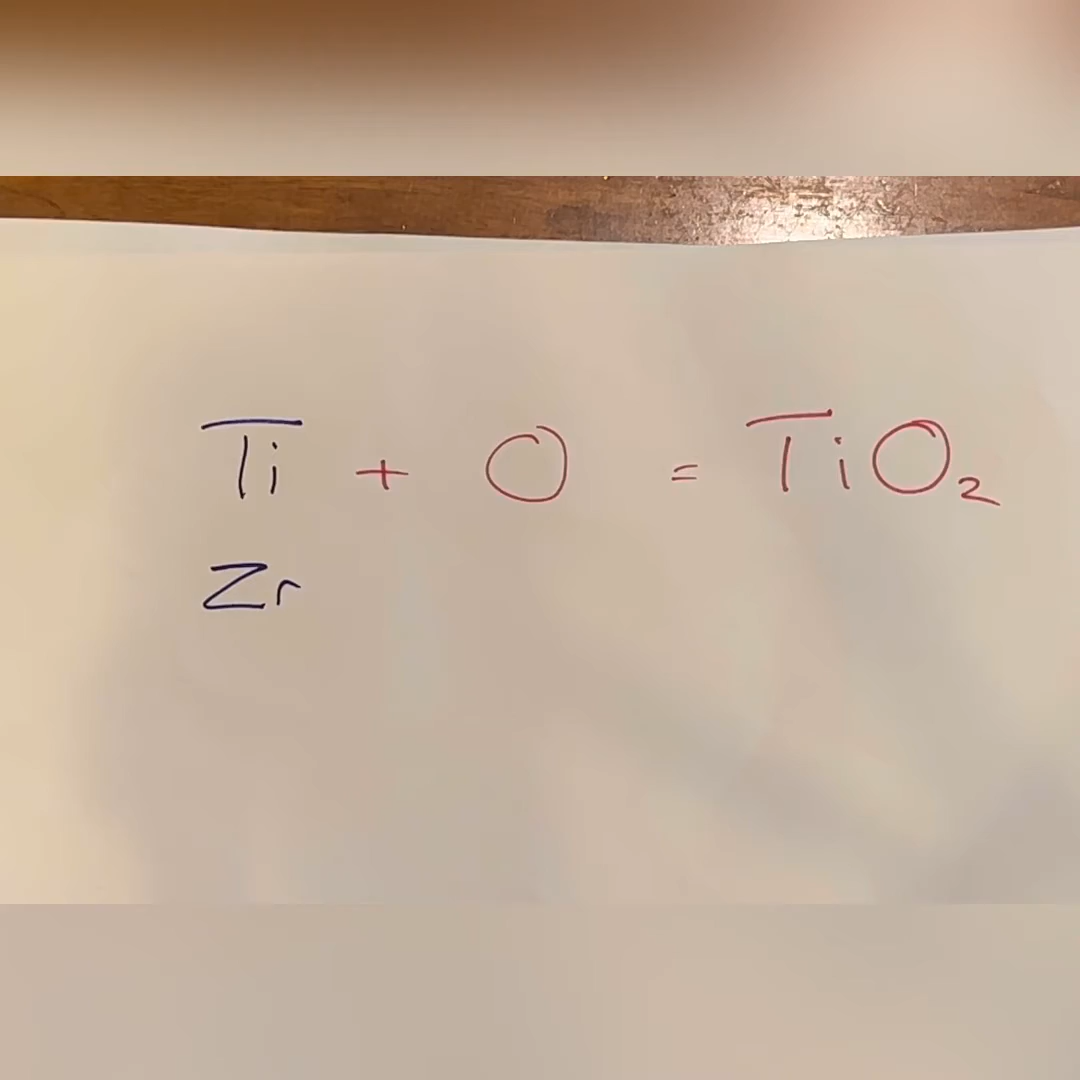 Ti + O = TiO₂
Zr